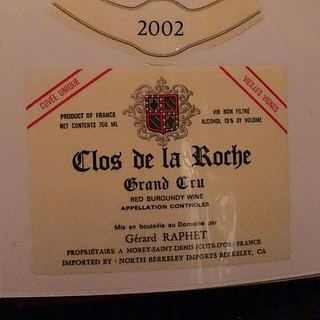 2002
CUVÉE UNIQUE
VIEILLES VIGNES
PRODUCT OF FRANCE
NET CONTENTS 750 ML
VIN NON FILTRÉ
ALCOHOL 13% BY VOLUME
Clos de la Roche
Grand Cru
RED BURGUNDY WINE
APPELLATION CONTROLÉE
Mis en bouteille au Domaine par
Gérard RAPHET
PROPRIÉTAIRE A MOREY-SAINT-DENIS (COTE-D'OR) FRANCE
IMPORTED BY : NORTH BERKELEY IMPORTS BERKELEY, CA